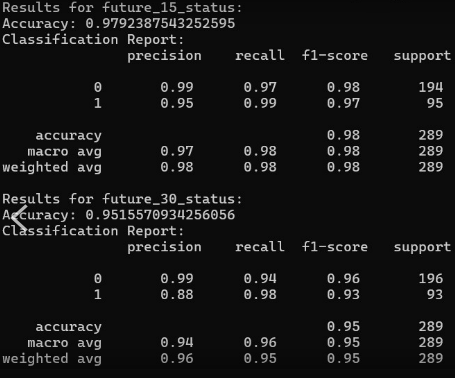 Results for future_15_status:
Accuracy: 0.9792387543252595
Classification Report:
precision recall f1-score support
0 0.99 0.97 0.98 194
1 0.95 0.99 0.97 95
accuracy 0.98 289
macro avg 0.97 0.98 0.98 289
weighted avg 0.98 0.98 0.98 289
Results for future_30_status:
Accuracy: 0.9515570934256056
Classification Report:
precision recall f1-score support
0 0.99 0.94 0.96 196
1 0.88 0.98 0.93 93
accuracy 0.95 289
macro avg 0.94 0.96 0.95 289
weighted avg 0.96 0.95 0.95 289